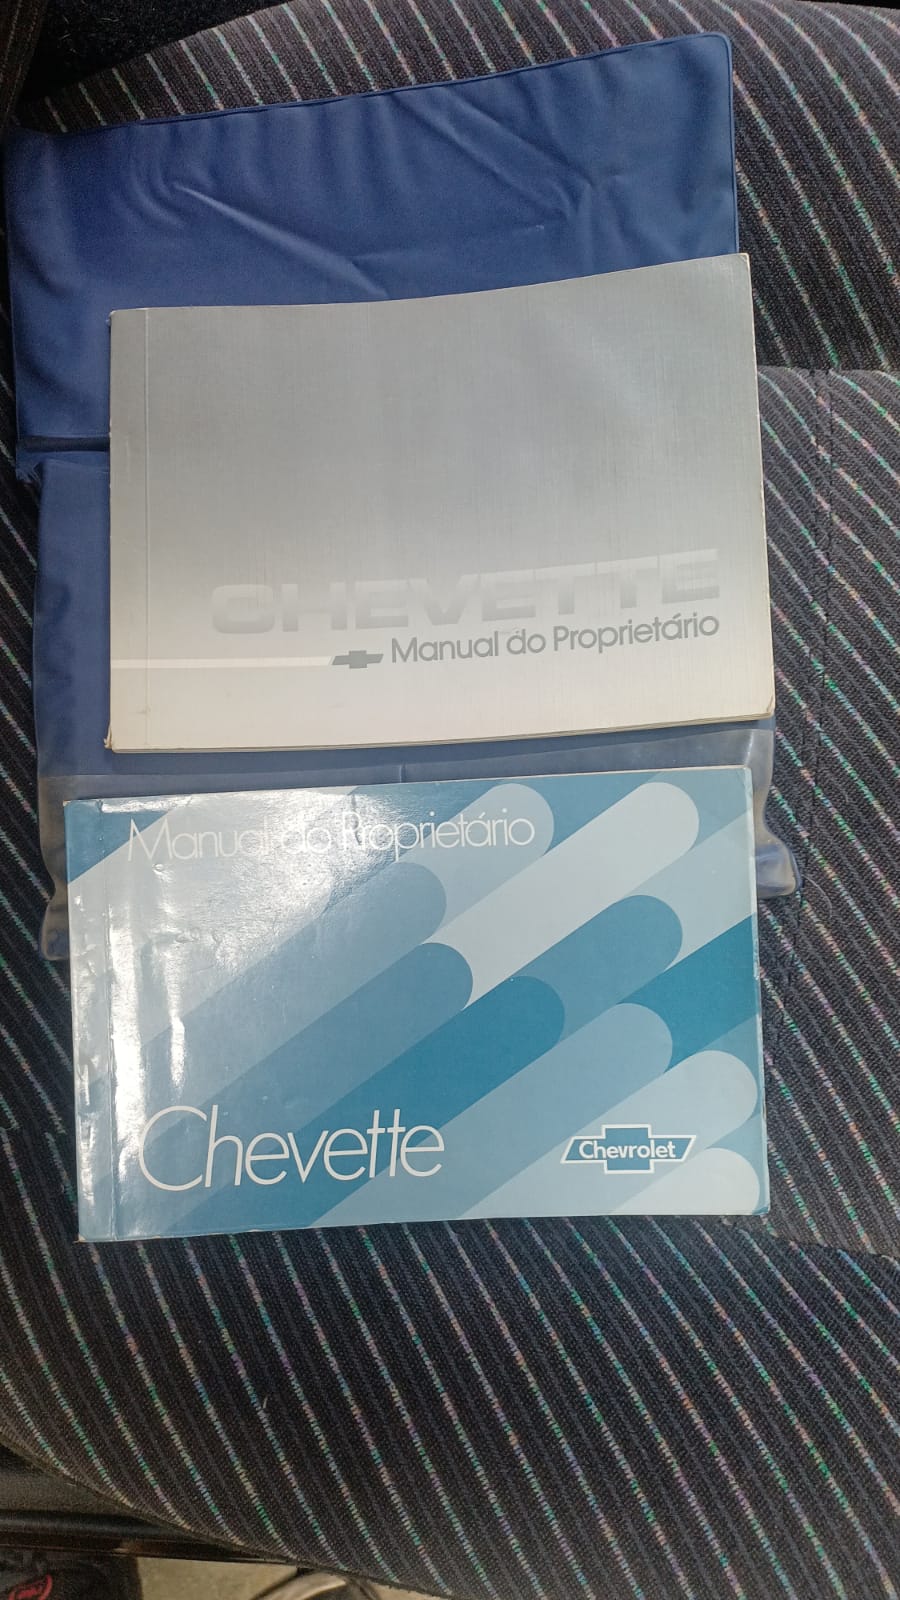 CHEVETTE
Manual do Proprietário
Manual do Proprietário
Chevette
Chevrolet